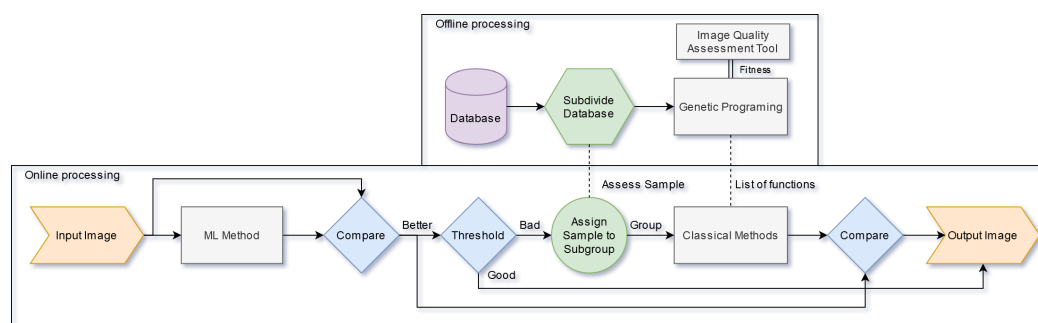 Offline processing
Image Quality
Assessment Tool
Fitness
Database
Subdivide
Database
Genetic Programing
Online processing
Assess Sample
List of functions
Input Image
ML Method
Compare
Better
Threshold
Bad
Good
Assign
Sample to
Subgroup
Group
Classical Methods
Compare
Output Image